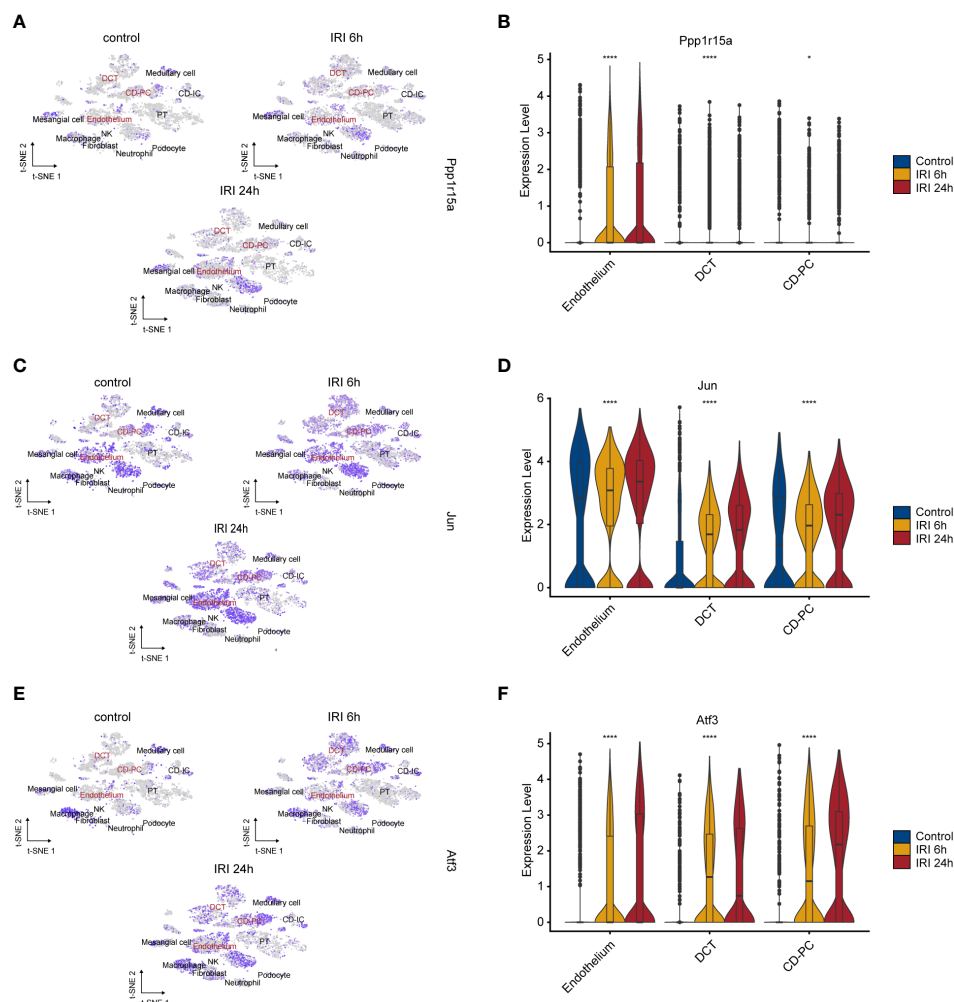 A
control
DCT
Medullary cell
CD-PC
CD-IC
Mesangial cell
Endothelium
PT
Macrophage
NK
Fibroblast
Neutrophil
Podocyte
t-SNE 2
t-SNE 1
IRI 6h
DCT
Medullary cell
CD-PC
CD-IC
Mesangial cell
Endothelium
PT
Macrophage
NK
Fibroblast
Neutrophil
Podocyte
t-SNE 2
t-SNE 1
IRI 24h
DCT
Medullary cell
CD-PC
CD-IC
Mesangial cell
Endothelium
PT
Macrophage
NK
Fibroblast
Neutrophil
Podocyte
t-SNE 2
t-SNE 1
Ppp1r15a
B
Ppp1r15a
Expression Level
5
4
3
2
1
0
****
****
*
Endothelium
DCT
CD-PC
Control
IRI 6h
IRI 24h
C
control
DCT
Medullary cell
CD-PC
CD-IC
Mesangial cell
Endothelium
PT
Macrophage
NK
Fibroblast
Neutrophil
Podocyte
t-SNE 2
t-SNE 1
IRI 6h
DCT
Medullary cell
CD-PC
CD-IC
Mesangial cell
Endothelium
PT
Macrophage
NK
Fibroblast
Neutrophil
Podocyte
t-SNE 2
t-SNE 1
IRI 24h
DCT
Medullary cell
CD-PC
CD-IC
Mesangial cell
Endothelium
PT
Macrophage
NK
Fibroblast
Neutrophil
Podocyte
t-SNE 2
t-SNE 1
Jun
D
Jun
Expression Level
6
4
2
0
****
****
****
Endothelium
DCT
CD-PC
Control
IRI 6h
IRI 24h
E
control
DCT
Medullary cell
CD-PC
CD-IC
Mesangial cell
Endothelium
PT
Macrophage
NK
Fibroblast
Neutrophil
Podocyte
t-SNE 2
t-SNE 1
IRI 6h
DCT
Medullary cell
CD-PC
CD-IC
Mesangial cell
Endothelium
PT
Macrophage
NK
Fibroblast
Neutrophil
Podocyte
t-SNE 2
t-SNE 1
IRI 24h
DCT
Medullary cell
CD-PC
CD-IC
Mesangial cell
Endothelium
PT
Macrophage
NK
Fibroblast
Neutrophil
Podocyte
t-SNE 2
t-SNE 1
Atf3
F
Atf3
Expression Level
5
4
3
2
1
0
****
****
****
Endothelium
DCT
CD-PC
Control
IRI 6h
IRI 24h